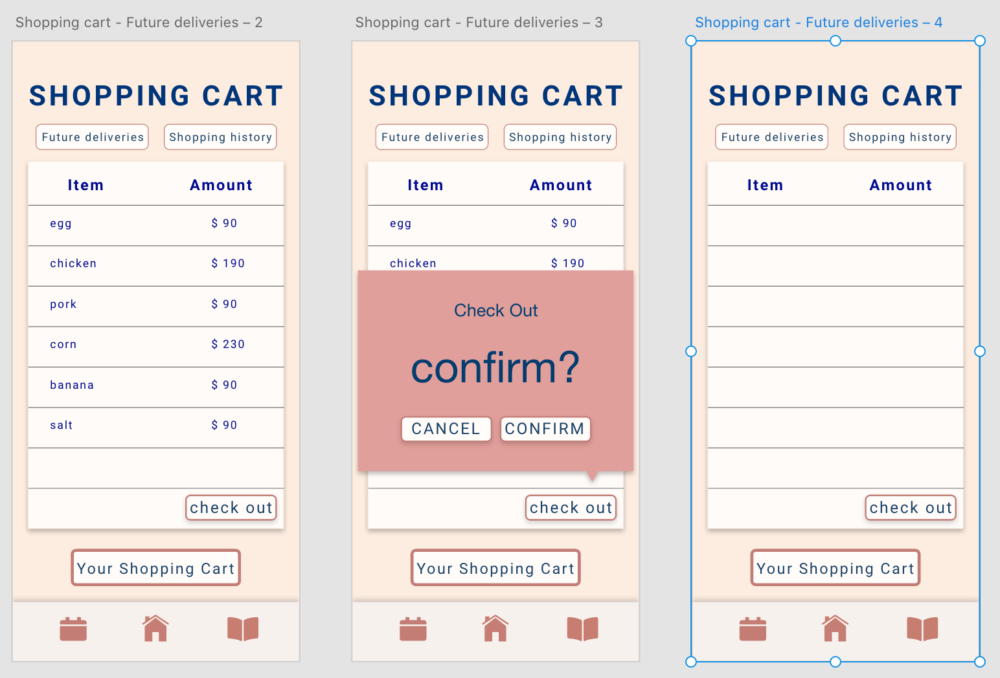 Shopping cart - Future deliveries – 2
SHOPPING CART
Future deliveries Shopping history
Item Amount
egg $ 90
chicken $ 190
pork $ 90
corn $ 230
banana $ 90
salt $ 90
check out
Your Shopping Cart
Shopping cart - Future deliveries – 3
SHOPPING CART
Future deliveries Shopping history
Item Amount
egg $ 90
chicken $ 190
Check Out
confirm?
CANCEL CONFIRM
check out
Your Shopping Cart
Shopping cart - Future deliveries – 4
SHOPPING CART
Future deliveries Shopping history
Item Amount
check out
Your Shopping Cart